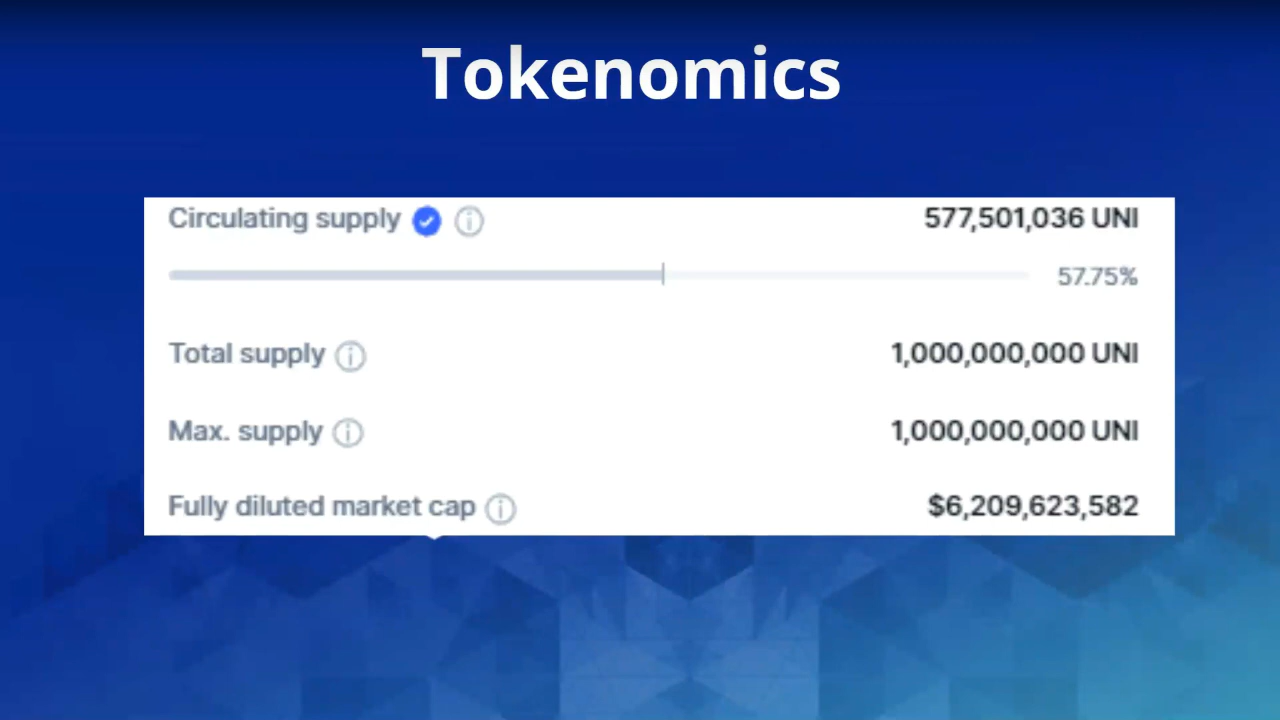 Tokenomics
Circulating supply 577,501,036 UNI
57.75%
Total supply 1,000,000,000 UNI
Max. supply 1,000,000,000 UNI
Fully diluted market cap $6,209,623,582